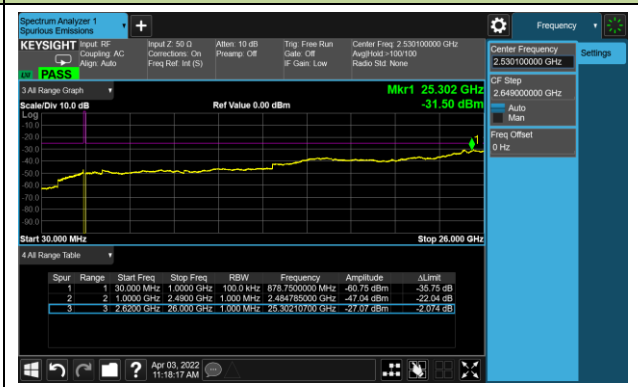 Spectrum Analyzer 1
Spurious Emissions
Frequency
KEYSIGHT
Input: RF
Coupling: AC
Align: Auto
Input Z: 50 Ω
Corrections: On
Freq Ref: Int (S)
Atten: 10 dB
Preamp: Off
Trig: Free Run
Gate: Off
IF Gain: Low
Center Freq: 2.530100000 GHz
Avg|Hold:>100/100
Radio Std: None
PASS
Center Frequency
2.530100000 GHz
Settings
CF Step
2.649000000 GHz
Auto
Man
Freq Offset
0 Hz
3 All Range Graph
Scale/Div 10.0 dB
Ref Value 0.00 dBm
Mkr1 25.302 GHz
-31.50 dBm
Log
-10.0
-20.0
-30.0
-40.0
-50.0
-60.0
-70.0
-80.0
-90.0
1
Start 30.000 MHz
Stop 26.000 GHz
4 All Range Table
Spur Range Start Freq Stop Freq RBW Frequency Amplitude ΔLimit
1 1 30.000 MHz 1.0000 GHz 100.0 kHz 878.7500000 MHz -60.75 dBm -35.75 dB
2 2 1.0000 GHz 2.4900 GHz 1.000 MHz 2.484785000 GHz -47.04 dBm -22.04 dB
3 3 2.6200 GHz 26.000 GHz 1.000 MHz 25.30210700 GHz -27.07 dBm -2.074 dB
Apr 03, 2022
11:18:17 AM